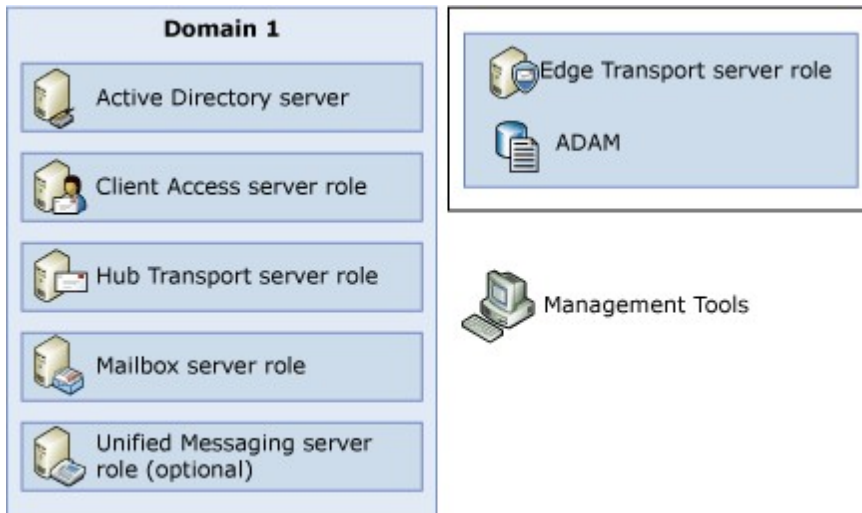 Domain 1
Active Directory server
Client Access server role
Hub Transport server role
Mailbox server role
Unified Messaging server
role (optional)
Edge Transport server role
ADAM
Management Tools